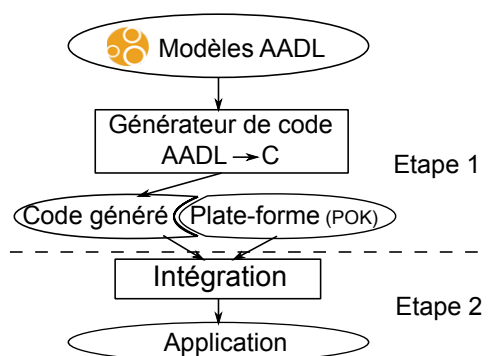 Modèles AADL
Générateur de code
AADL → C
Etape 1
Code généré
Plate-forme (POK)
Intégration
Etape 2
Application